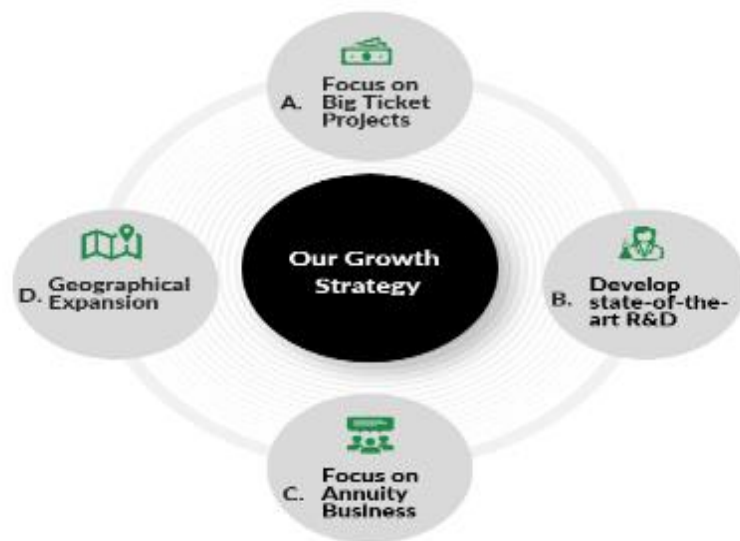 Focus on
A. Big Ticket
Projects
Our Growth
Strategy
Develop
B. state-of-the-
art R&D
Focus on
C. Annuity
Business
D. Geographical
Expansion